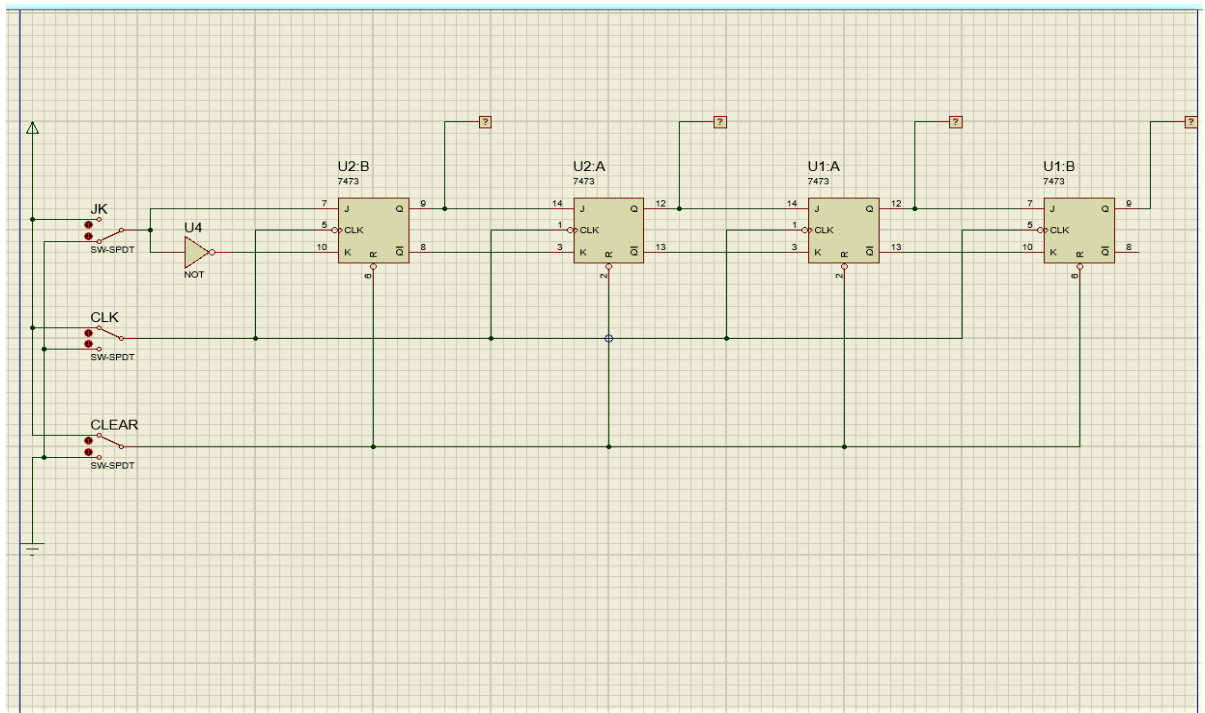 ? ? ? ?
U2:B U2:A U1:A U1:B
7473 7473 7473 7473
JK 7 J Q 9 14 J Q 12 14 J Q 12 7 J Q 9
U4 5 CLK 1 CLK 1 CLK 5 CLK
SW-SPDT 10 K R Q 8 3 K R Q 13 3 K R Q 13 10 K R Q 8
NOT 6 2 2 6
CLK
SW-SPDT
CLEAR
SW-SPDT